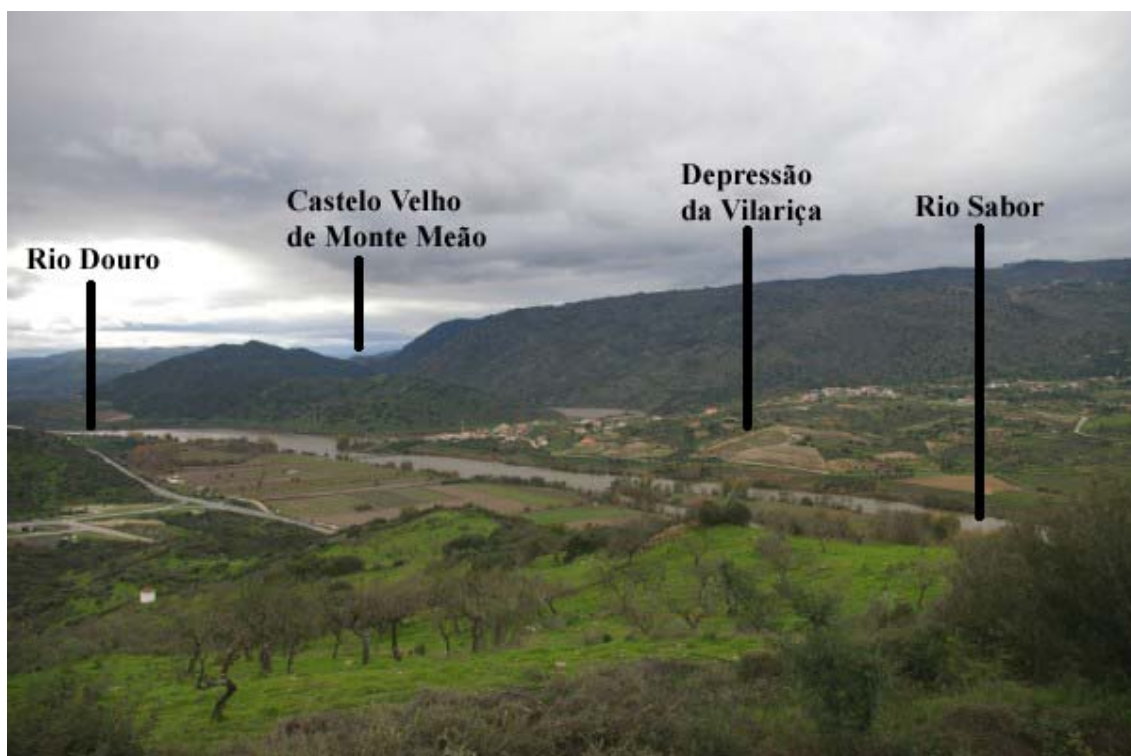 Rio Douro
Castelo Velho
de Monte Meão
Depressão
da Vilariça
Rio Sabor